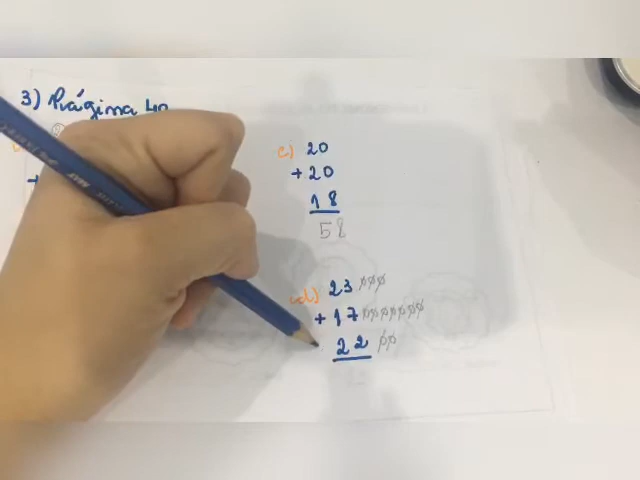 3) Página 40
c) 20
+ 20
18
58
d) 23
+ 17
22